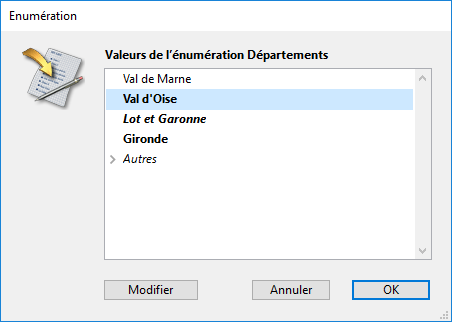 Enumération
Valeurs de l'énumération Départements
Val de Marne
Val d'Oise
Lot et Garonne
Gironde
Autres
Modifier
Annuler
OK